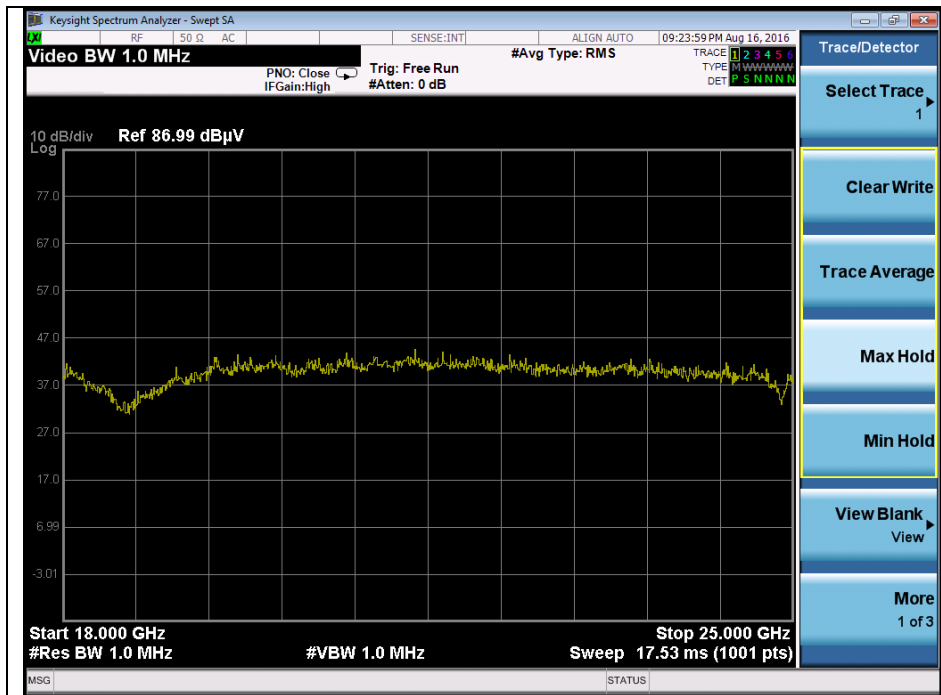 Keysight Spectrum Analyzer - Swept SA
LXI RF 50 Ω AC SENSE:INT ALIGN AUTO 09:23:59 PM Aug 16, 2016
Video BW 1.0 MHz
PNO: Close
IFGain:High
Trig: Free Run
#Atten: 0 dB
#Avg Type: RMS
TRACE 1 2 3 4 5 6
TYPE M WWWWW
DET P S N N N N
10 dB/div Ref 86.99 dBµV
Log
77.0
67.0
57.0
47.0
37.0
27.0
17.0
6.99
-3.01
Start 18.000 GHz Stop 25.000 GHz
#Res BW 1.0 MHz #VBW 1.0 MHz Sweep 17.53 ms (1001 pts)
MSG STATUS
Trace/Detector
Select Trace
1
Clear Write
Trace Average
Max Hold
Min Hold
View Blank
View
More
1 of 3